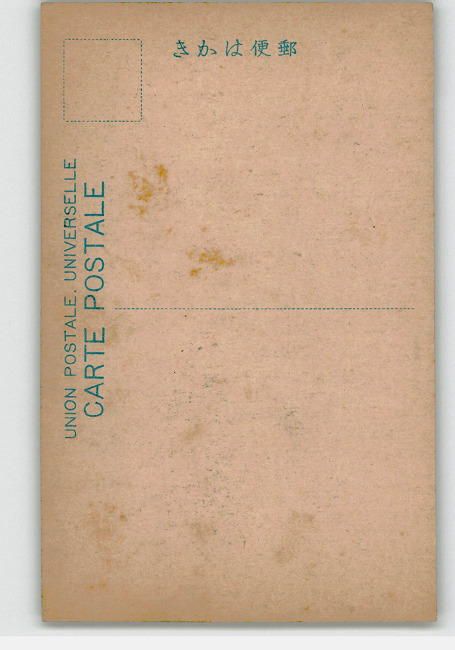 郵便はかき
UNION POSTALE. UNIVERSELLE
CARTE POSTALE